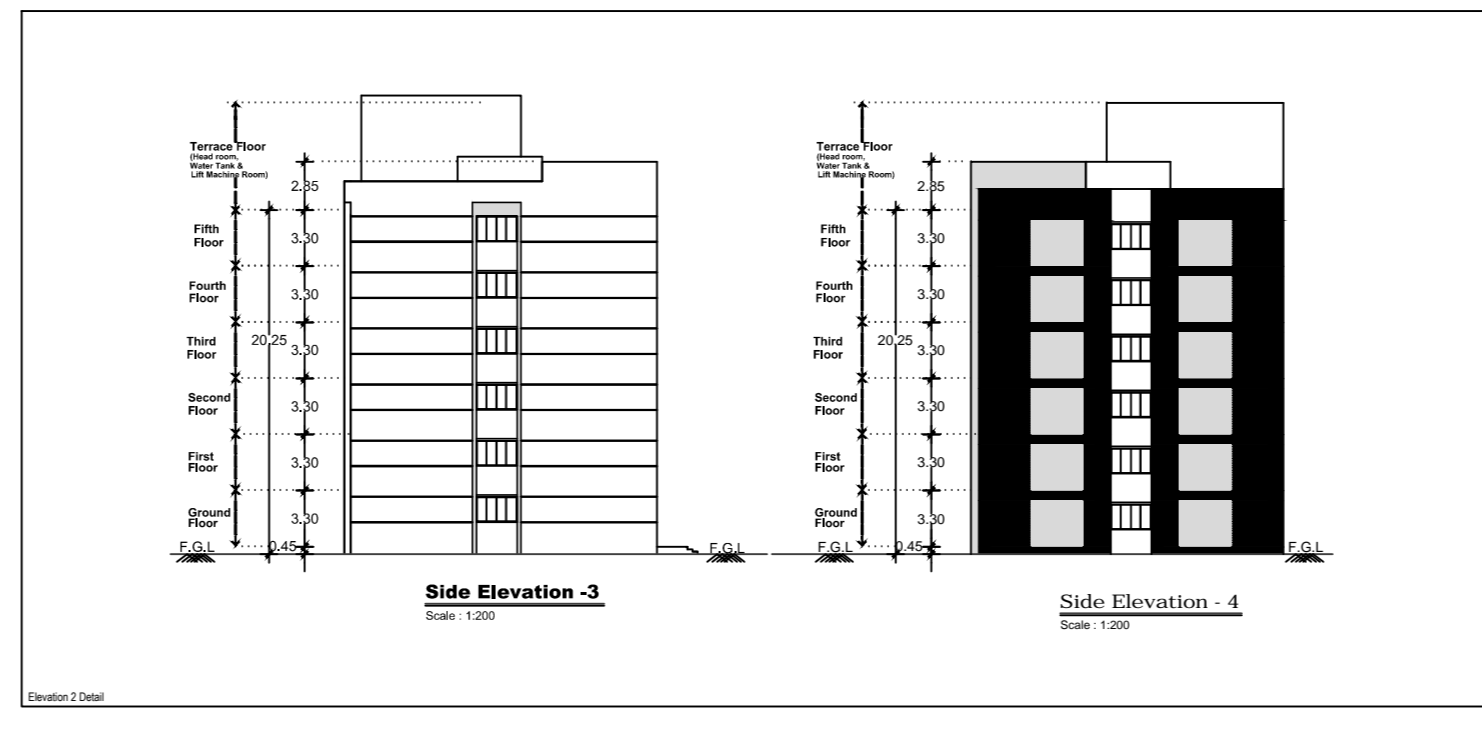 Terrace Floor
(Head room,
Water Tank &
Lift Machine Room)
2.85
Fifth
Floor
3.30
Fourth
Floor
3.30
Third
Floor
20.25
3.30
Second
Floor
3.30
First
Floor
3.30
Ground
Floor
3.30
F.G.L
0.45
F.G.L
Side Elevation -3
Scale : 1:200
Terrace Floor
(Head room,
Water Tank &
Lift Machine Room)
2.85
Fifth
Floor
3.30
Fourth
Floor
3.30
Third
Floor
20.25
3.30
Second
Floor
3.30
First
Floor
3.30
Ground
Floor
3.30
F.G.L
0.45
F.G.L
Side Elevation - 4
Scale : 1:200
Elevation 2 Detail